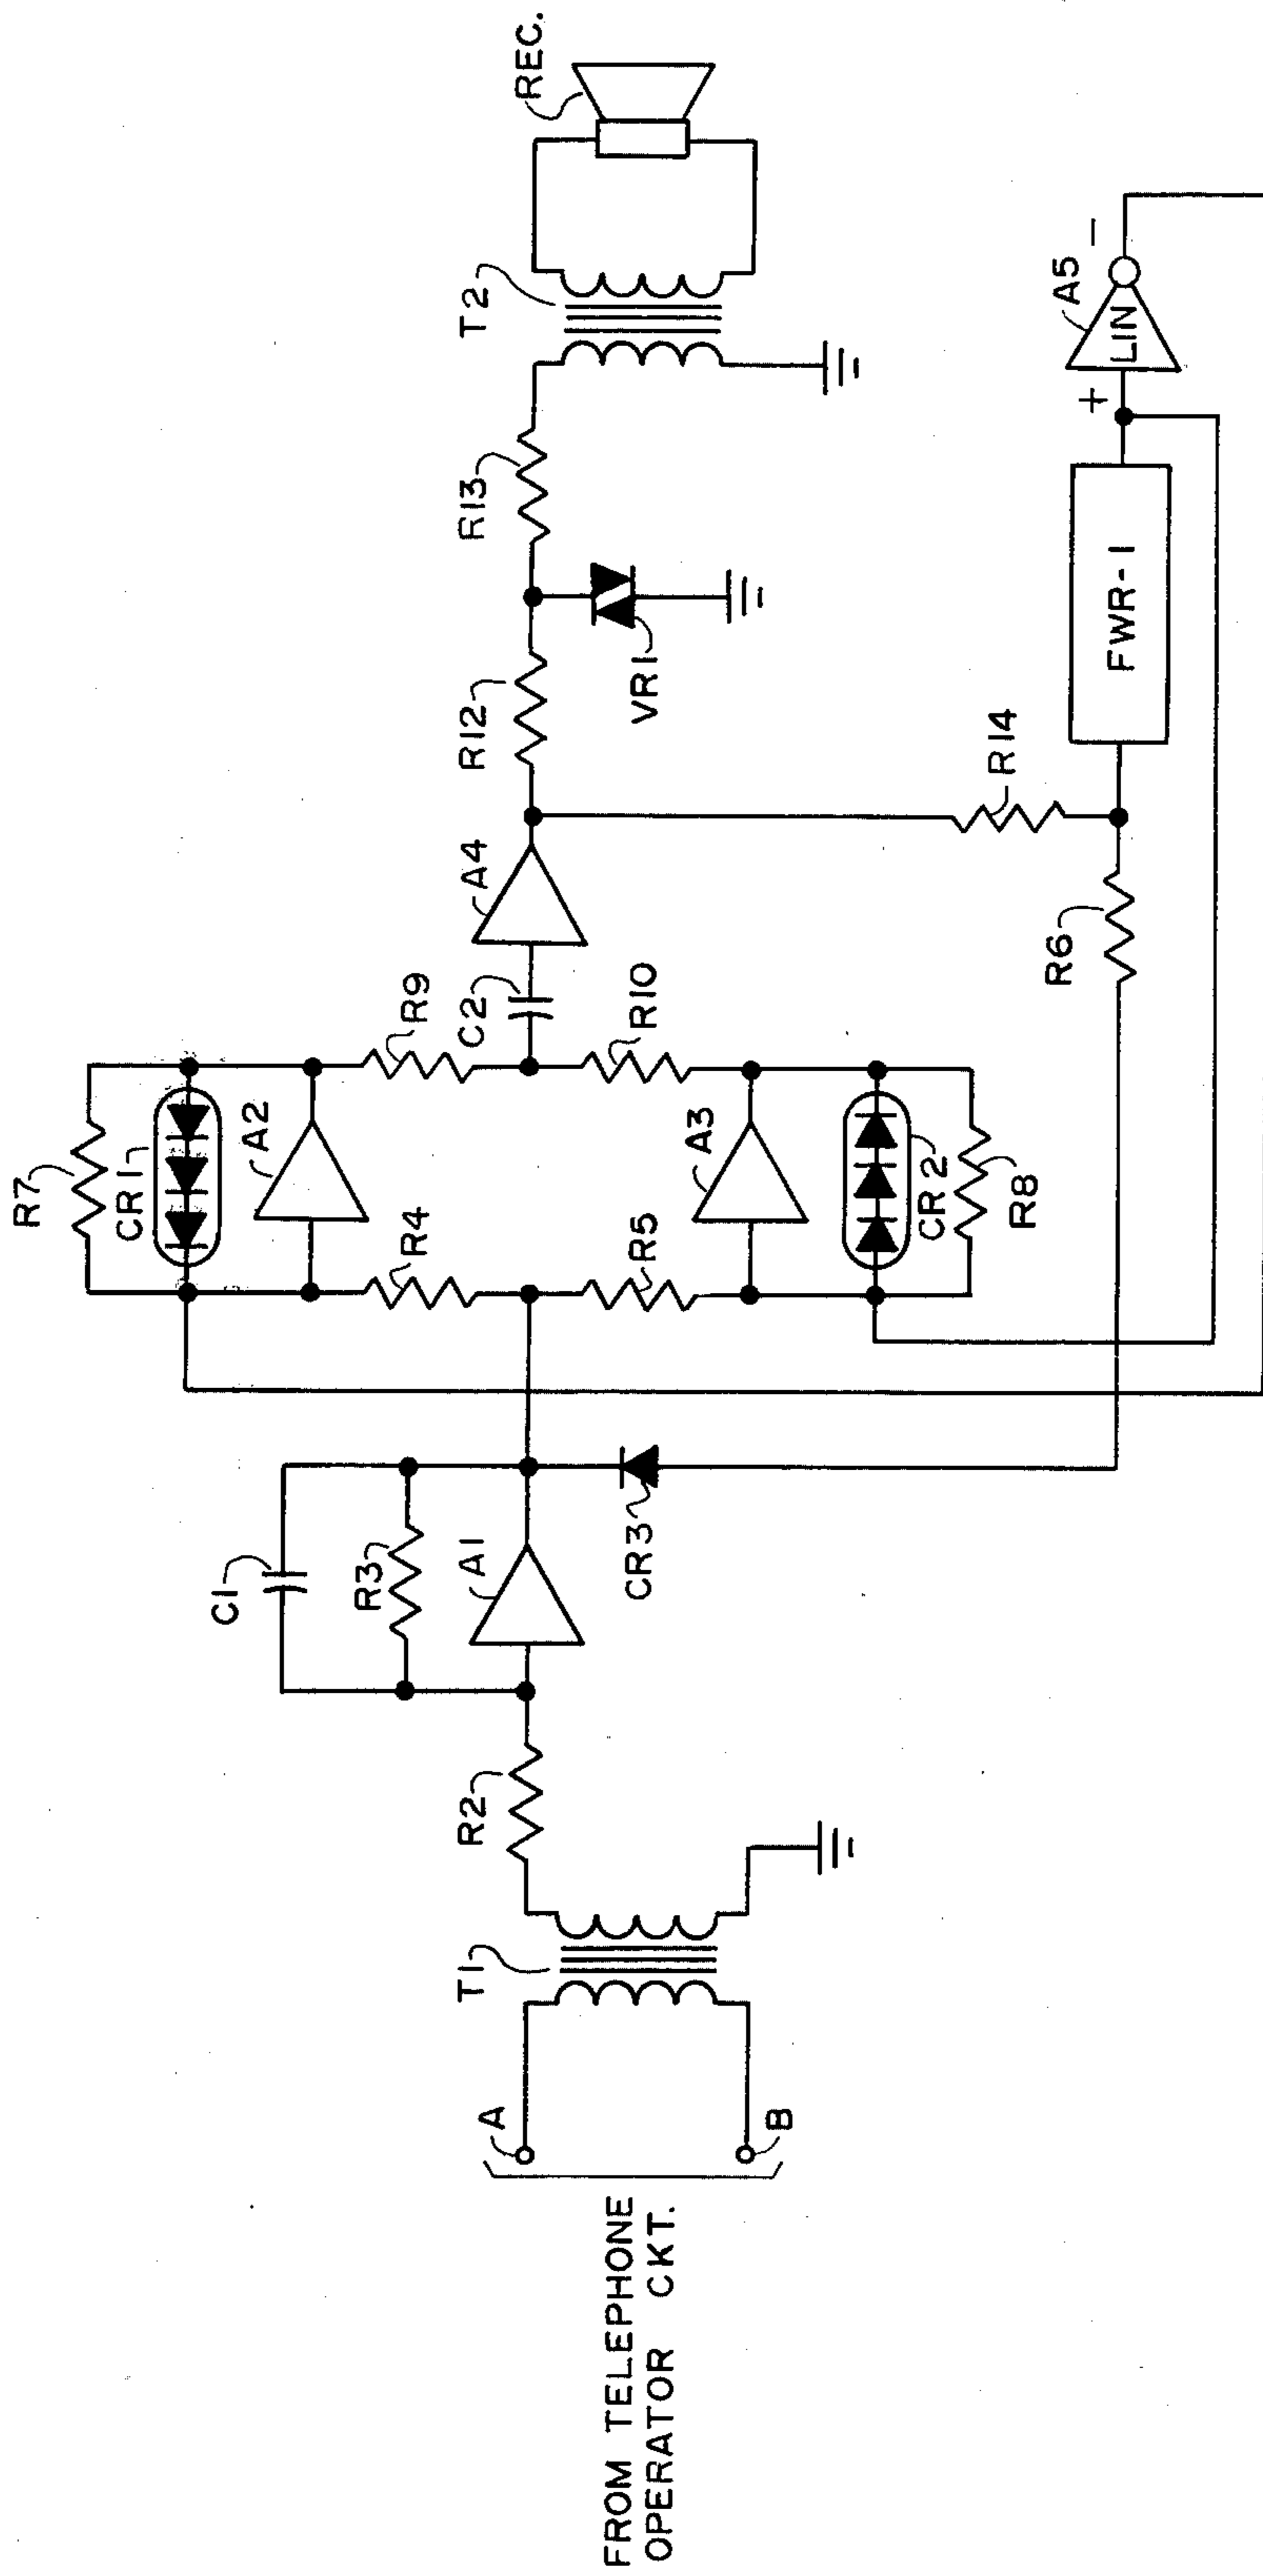 FROM TELEPHONE
OPERATOR CKT.
A
B
T1
R2
C1
R3
A1
CR3
R7
CR1
A2
R4
R5
A3
CR2
R8
R9
C2
R10
A4
R6
R14
R12
VR1
R13
FWR-1
T2
REC.
A5
+
LIN
-